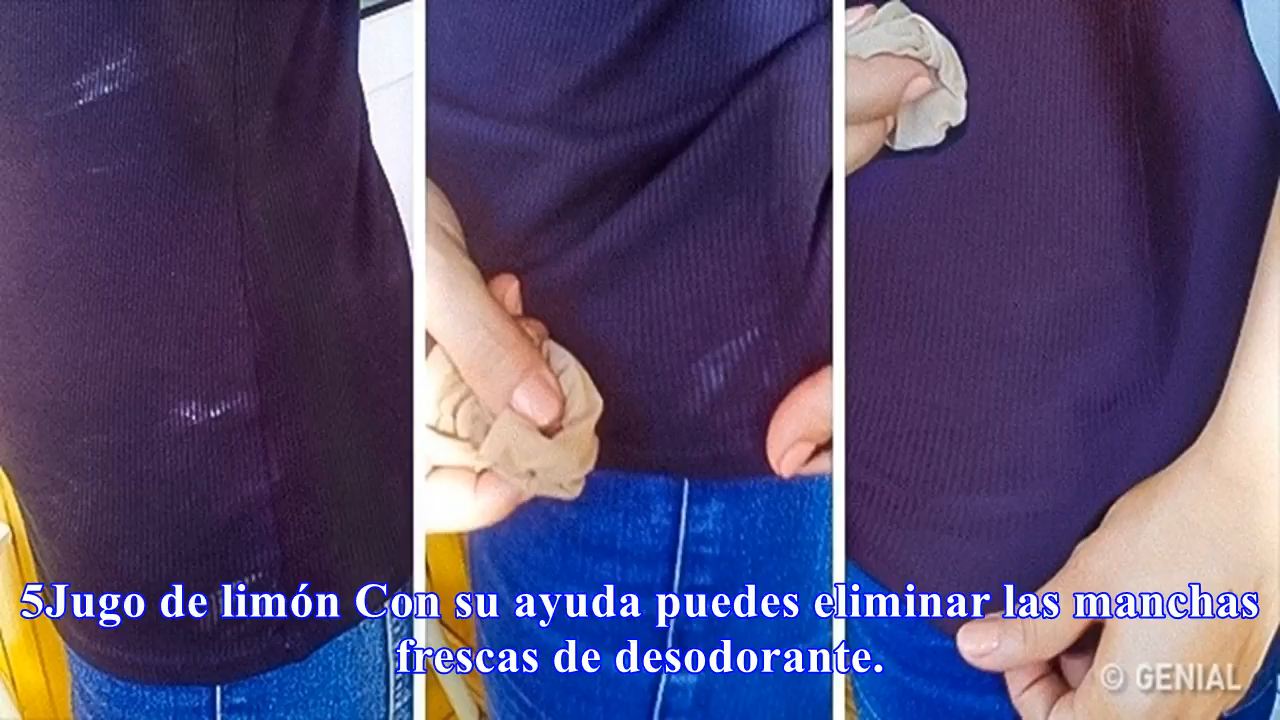 5Jugo de limón Con su ayuda puedes eliminar las manchas
frescas de desodorante.
© GENIAL